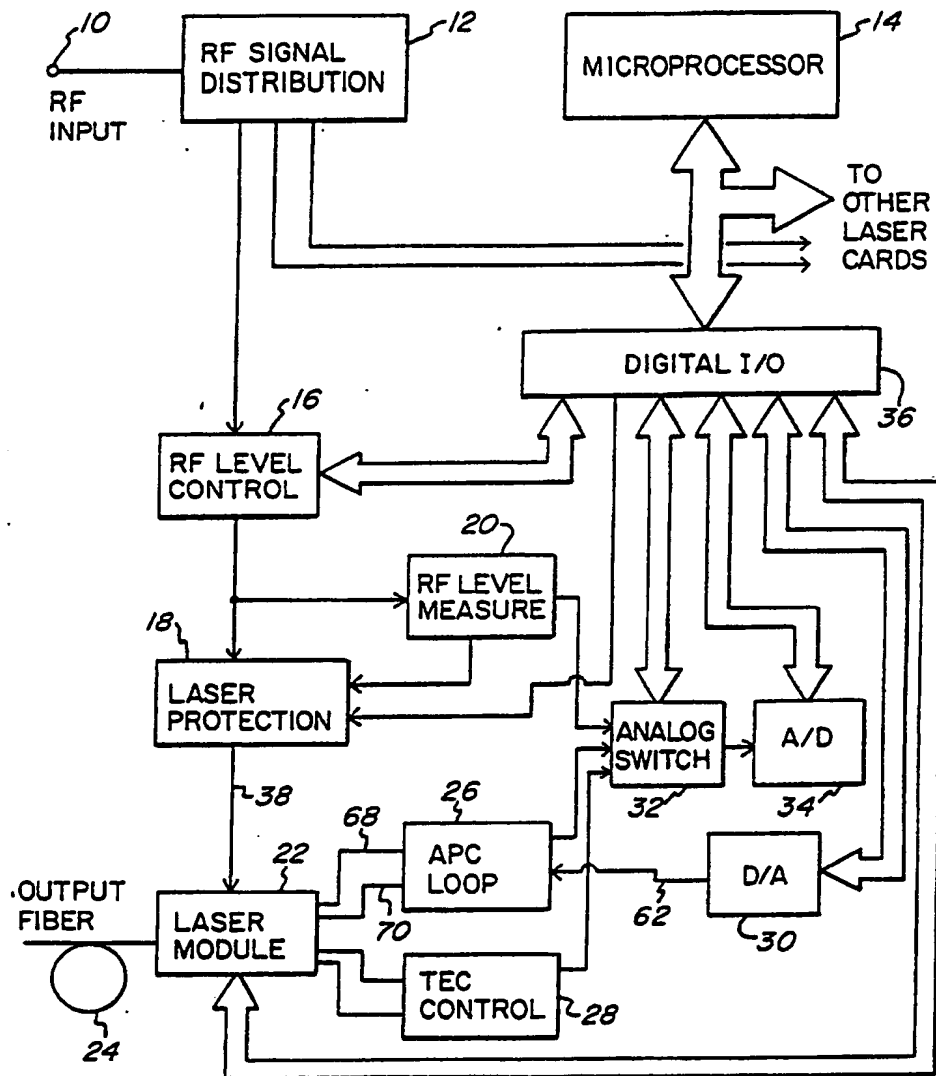 10
12
14
RF SIGNAL
DISTRIBUTION
MICROPROCESSOR
RF
INPUT
TO
OTHER
LASER
CARDS
DIGITAL I/O
36
16
RF LEVEL
CONTROL
20
RF LEVEL
MEASURE
18
LASER
PROTECTION
ANALOG
SWITCH
A/D
32
34
38
26
68
APC
LOOP
22
70
62
D/A
30
OUTPUT
FIBER
LASER
MODULE
TEC
CONTROL
28
24